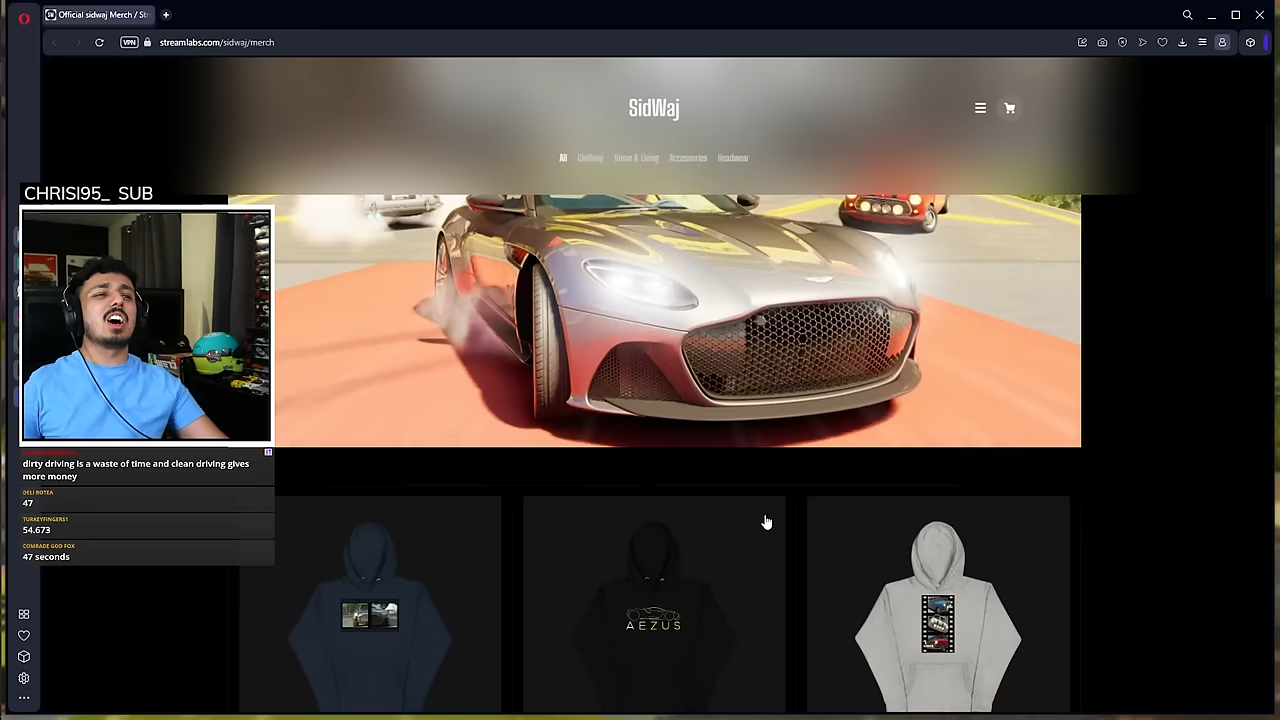 Official sidwaj Merch / St
VPN
streamlabs.com/sidwaj/merch
SidWaj
All Clothing Home & Living Accessories Headwear
CHRISI95_ SUB
dirty driving is a waste of time and clean driving gives
more money
DELI ROTEA
47
TURKEYFINGERS1
54.673
COMRADE GOD FOX
47 seconds
AEZUS